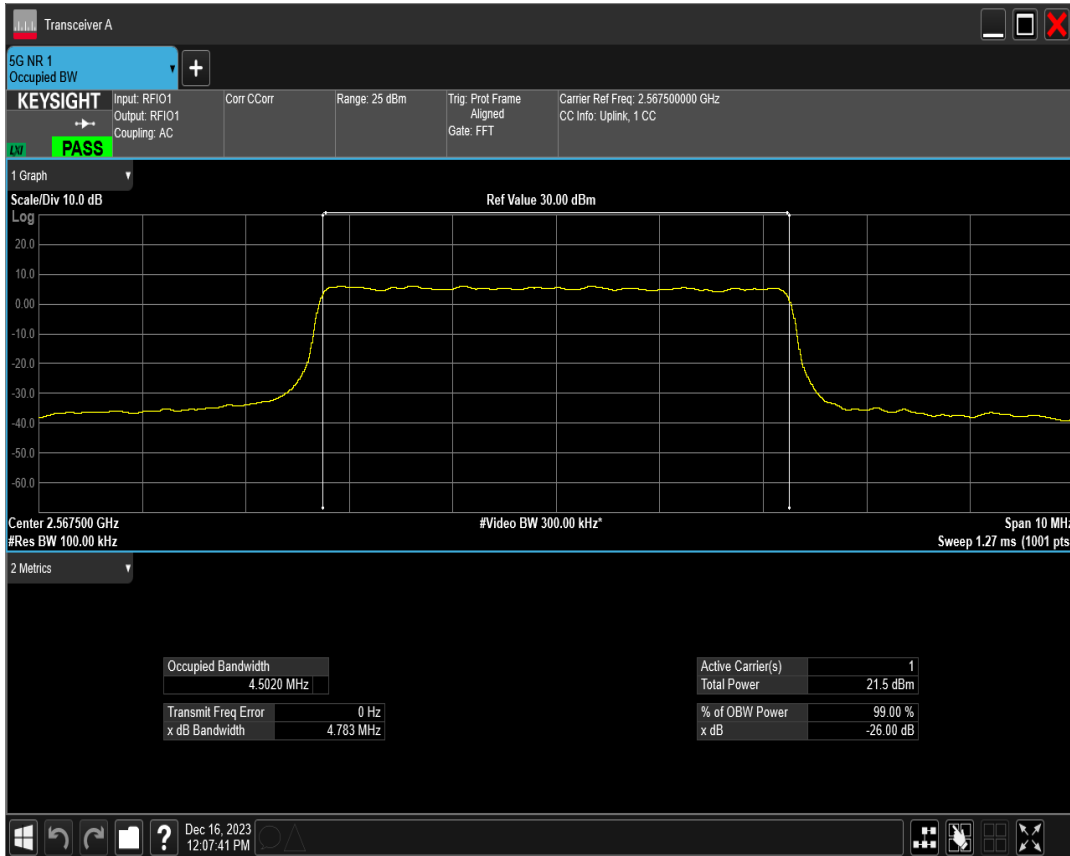 Transceiver A
5G NR 1
Occupied BW
KEYSIGHT
LXI
PASS
Input: RFIO1
Output: RFIO1
Coupling: AC
Corr CCorr
Range: 25 dBm
Trig: Prot Frame
Aligned
Gate: FFT
Carrier Ref Freq: 2.567500000 GHz
CC Info: Uplink, 1 CC
1 Graph
Scale/Div 10.0 dB
Ref Value 30.00 dBm
Log
20.0
10.0
0.00
-10.0
-20.0
-30.0
-40.0
-50.0
-60.0
Center 2.567500 GHz
#Video BW 300.00 kHz*
Span 10 MHz
#Res BW 100.00 kHz
Sweep 1.27 ms (1001 pts
2 Metrics
Occupied Bandwidth
4.5020 MHz
Transmit Freq Error 0 Hz
x dB Bandwidth 4.783 MHz
Active Carrier(s) 1
Total Power 21.5 dBm
% of OBW Power 99.00 %
x dB -26.00 dB
?
Dec 16, 2023
12:07:41 PM